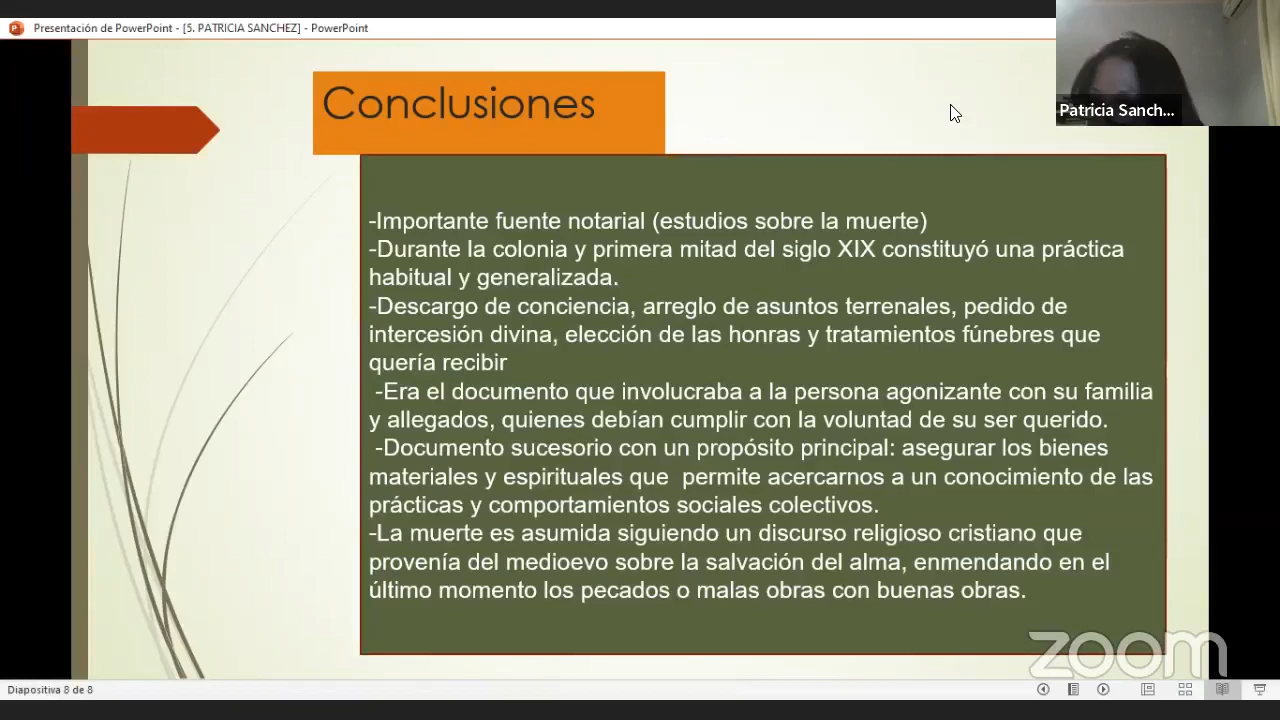 Presentación de PowerPoint - [5. PATRICIA SANCHEZ] - PowerPoint
Conclusiones
Patricia Sanch...
-Importante fuente notarial (estudios sobre la muerte)
-Durante la colonia y primera mitad del siglo XIX constituyó una práctica
habitual y generalizada.
-Descargo de conciencia, arreglo de asuntos terrenales, pedido de
intercesión divina, elección de las honras y tratamientos fúnebres que
quería recibir
-Era el documento que involucraba a la persona agonizante con su familia
y allegados, quienes debían cumplir con la voluntad de su ser querido.
-Documento sucesorio con un propósito principal: asegurar los bienes
materiales y espirituales que  permite acercarnos a un conocimiento de las
prácticas y comportamientos sociales colectivos.
-La muerte es asumida siguiendo un discurso religioso cristiano que
provenía del medioevo sobre la salvación del alma, enmendando en el
último momento los pecados o malas obras con buenas obras.
zoom
Diapositiva 8 de 8